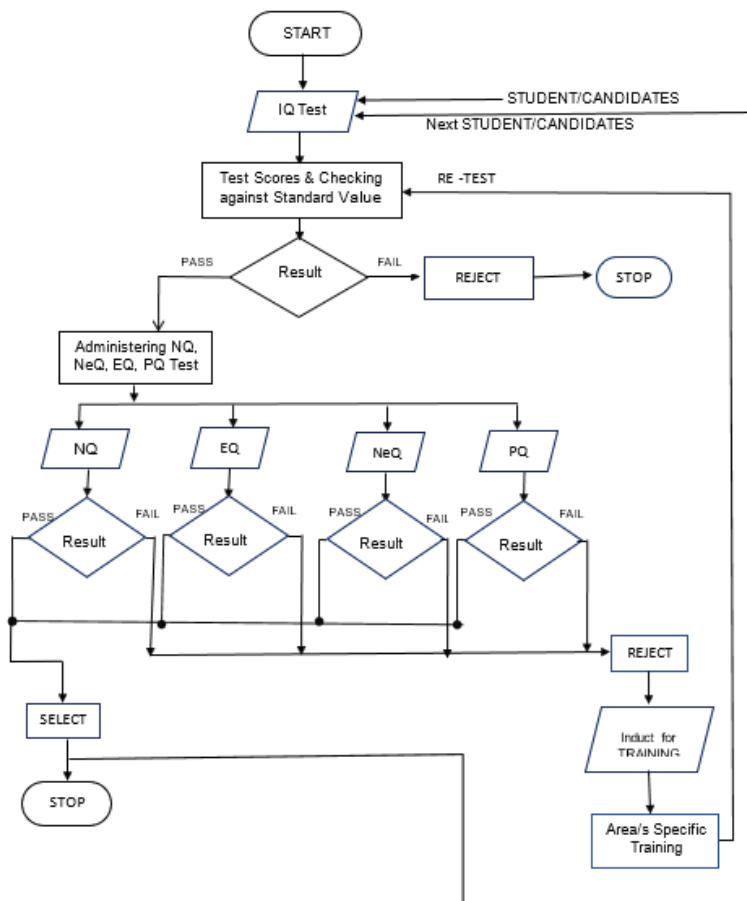 START
IQ Test
STUDENT/CANDIDATES
Next STUDENT/CANDIDATES
Test Scores & Checking
against Standard Value
RE -TEST
PASS
Result
FAIL
REJECT
STOP
Administering NQ,
NeQ, EQ, PQ Test
NQ
EQ
NeQ
PQ
PASS
Result
FAIL
PASS
Result
FAIL
PASS
Result
FAIL
PASS
Result
FAIL
REJECT
SELECT
Induct for
TRAINING
STOP
Area/s Specific
Training